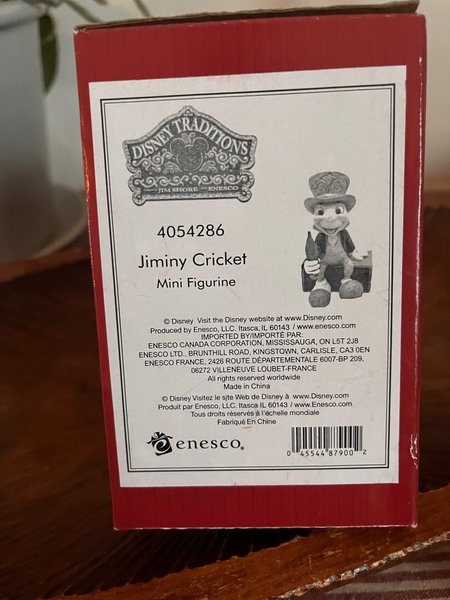 DISNEY TRADITIONS
JIM SHORE ENESCO
4054286
Jiminy Cricket
Mini Figurine
© Disney Visit the Disney website at www.Disney.com
Produced by Enesco, LLC. Itasca, IL 60143 / www.enesco.com
IMPORTED BY/IMPORTÉ PAR:
ENESCO CANADA CORPORATION, MISSISSAUGA, ON L5T 2J8
ENESCO LTD., BRUNTHILL ROAD, KINGSTOWN, CARLISLE, CA3 0EN
ENESCO FRANCE, 2426 ROUTE DÉPARTEMENTALE 6007-BP 209,
06272 VILLENEUVE LOUBET-FRANCE
All rights reserved worldwide
Made in China
© Disney Visitez le site Web de Disney à www.Disney.com
Produit par Enesco, LLC. Itasca IL 60143 / www.enesco.com
Tous droits réservés à l'échelle mondiale
Fabriqué En Chine
enesco®
0 45544 87900 2